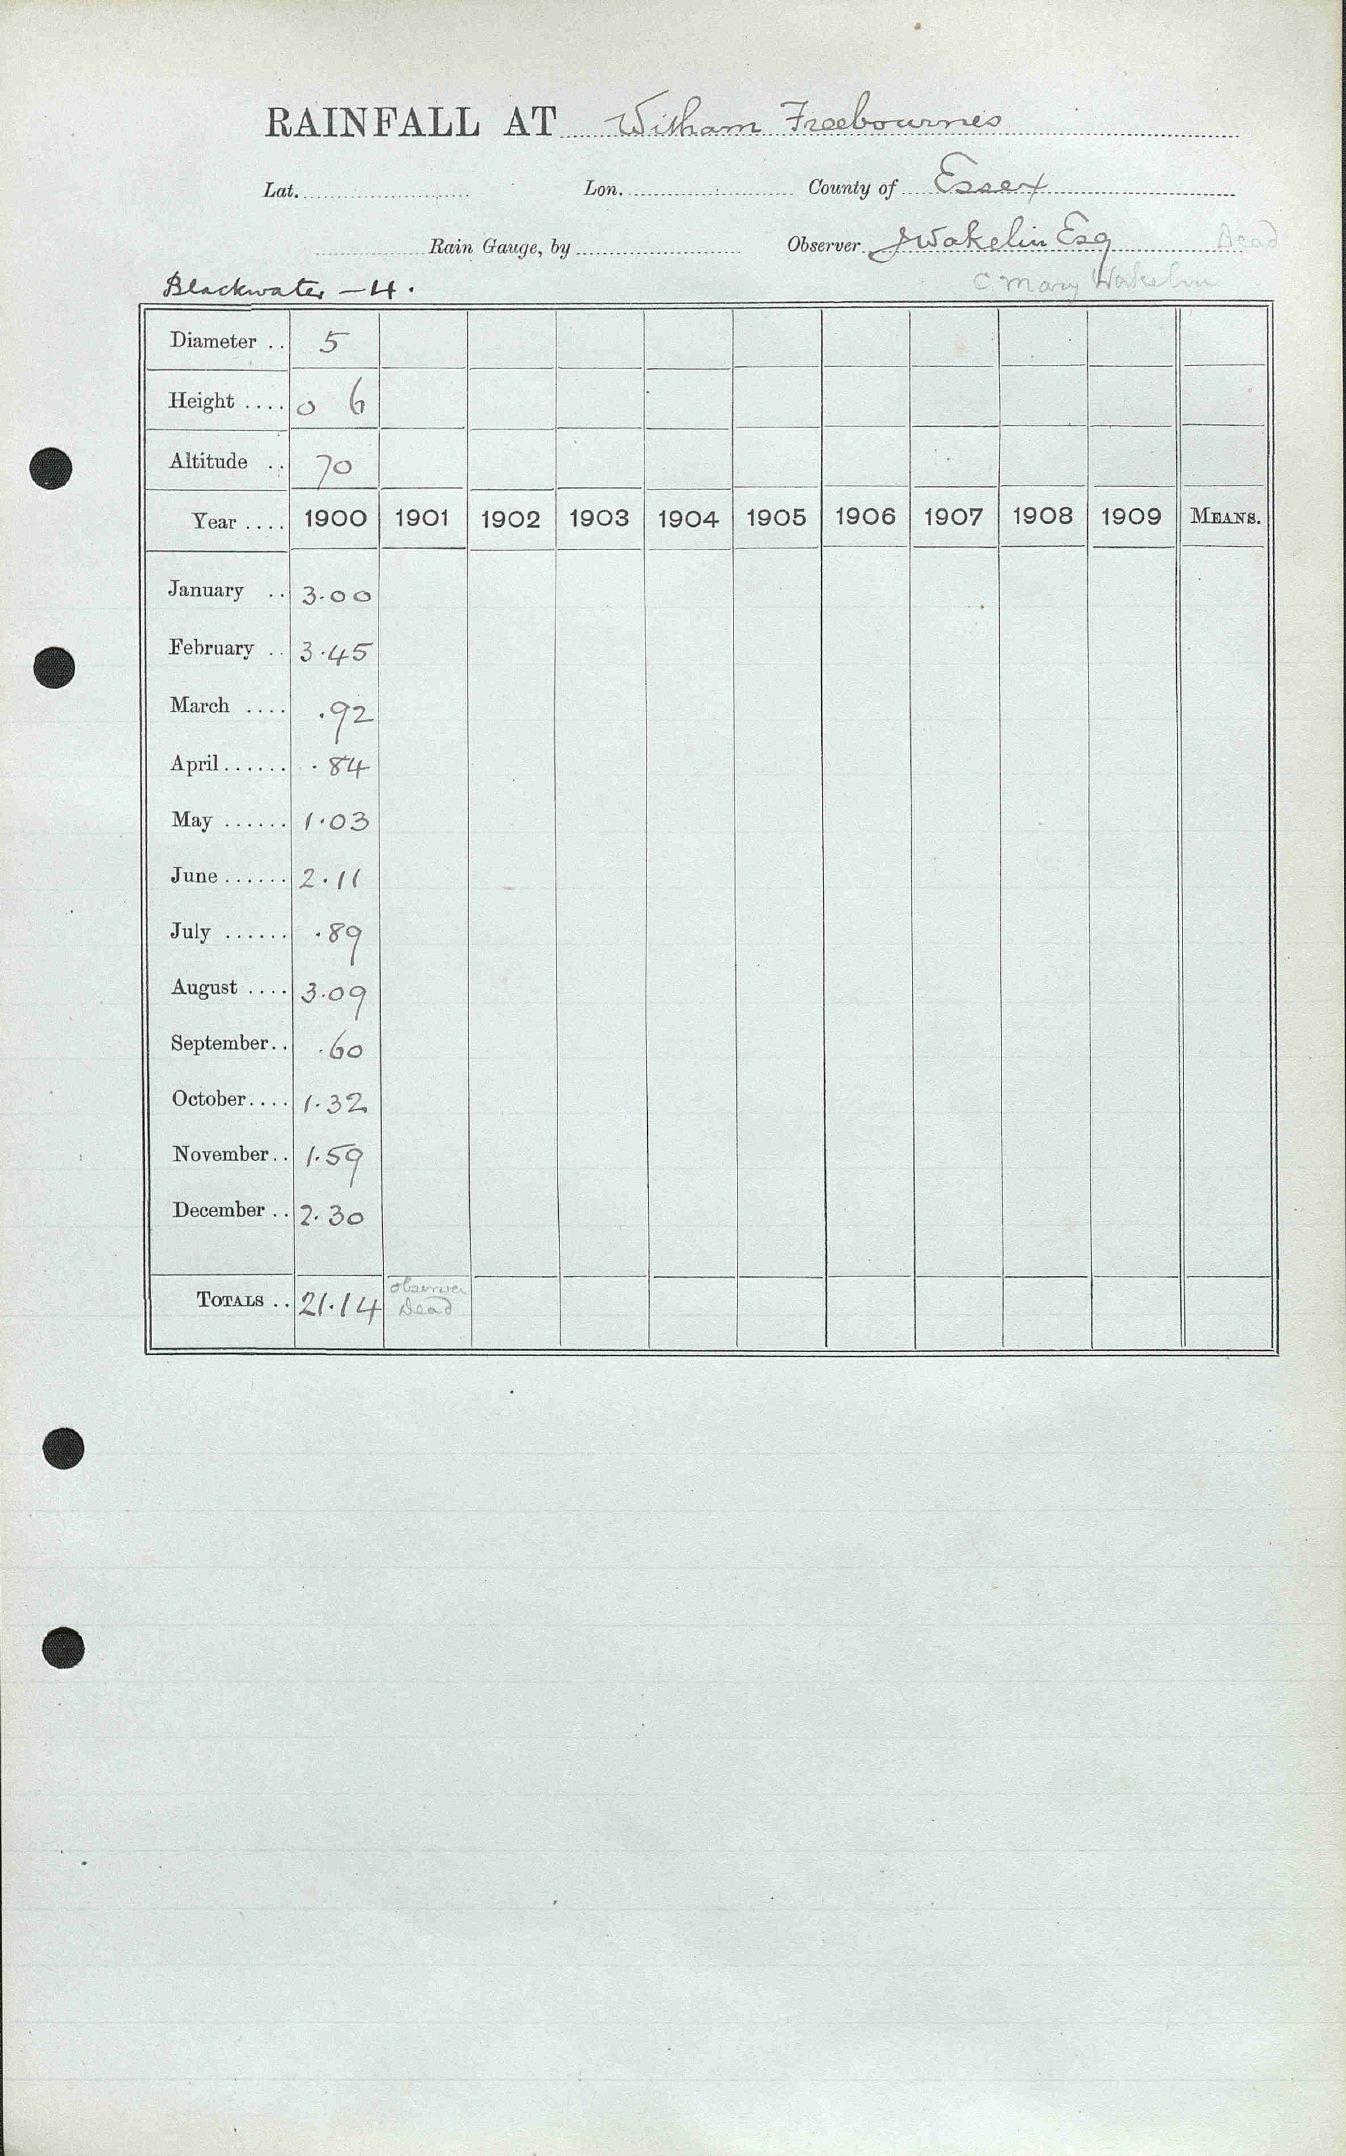 RAINFALL AT Witham Freebournes
Lat. Lon. County of Essex
Rain Gauge, by Observer J Wakelin Esq Dead
Blackwater – 4. C. Mary Wakelin
Diameter .. 5
Height .... 0 6
Altitude .. 70
Year .... 1900 1901 1902 1903 1904 1905 1906 1907 1908 1909 MEANS.
January .. 3.00
February .. 3.45
March .... .92
April...... .84
May ...... 1.03
June ...... 2.11
July ...... .89
August .... 3.09
September.. .60
October.... 1.32
November.. 1.59
December .. 2.30
TOTALS .. 21.14 Observer
Dead